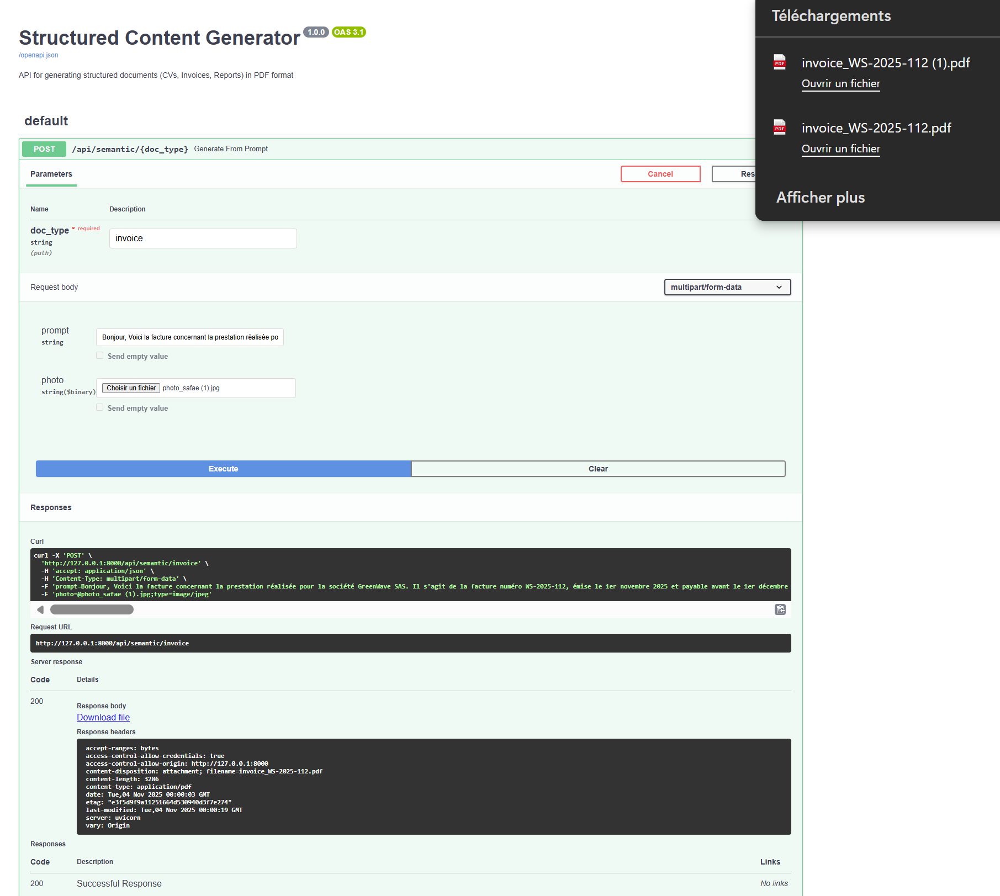 Structured Content Generator 1.0.0 OAS 3.1
/openapi.json
API for generating structured documents (CVs, Invoices, Reports) in PDF format
default
POST /api/semantic/{doc_type} Generate From Prompt
Parameters
Cancel
Res
Name Description
doc_type * required
string
(path)
invoice
Request body
multipart/form-data
prompt
string
Bonjour, Voici la facture concernant la prestation réalisée po
Send empty value
photo
string($binary)
Choisir un fichier photo_safae (1).jpg
Send empty value
Execute
Clear
Responses
Curl
curl -X 'POST' \
'http://127.0.0.1:8000/api/semantic/invoice' \
-H 'accept: application/json' \
-H 'Content-Type: multipart/form-data' \
-F 'prompt=Bonjour, Voici la facture concernant la prestation réalisée pour la société GreenWave SAS. Il s’agit de la facture numéro WS-2025-112, émise le 1er novembre 2025 et payable avant le 1er décembre
-F 'photo=@photo_safae (1).jpg;type=image/jpeg'
Request URL
http://127.0.0.1:8000/api/semantic/invoice
Server response
Code Details
200
Response body
Download file
Response headers
accept-ranges: bytes
access-control-allow-credentials: true
access-control-allow-origin: http://127.0.0.1:8000
content-disposition: attachment; filename=invoice_WS-2025-112.pdf
content-length: 3286
content-type: application/pdf
date: Tue,04 Nov 2025 00:00:03 GMT
etag: "e3f5d9f9a11251664d530940d3f7e274"
last-modified: Tue,04 Nov 2025 00:00:19 GMT
server: uvicorn
vary: Origin
Responses
Code Description Links
200 Successful Response No links
Téléchargements
PDF
invoice_WS-2025-112 (1).pdf
Ouvrir un fichier
PDF
invoice_WS-2025-112.pdf
Ouvrir un fichier
Afficher plus